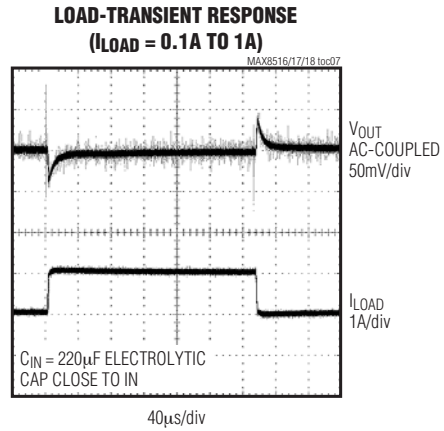 LOAD-TRANSIENT RESPONSE
(ILOAD = 0.1A TO 1A)
MAX8516/17/18 toc07
VOUT
AC-COUPLED
50mV/div
ILOAD
1A/div
CIN = 220µF ELECTROLYTIC
CAP CLOSE TO IN
40µs/div